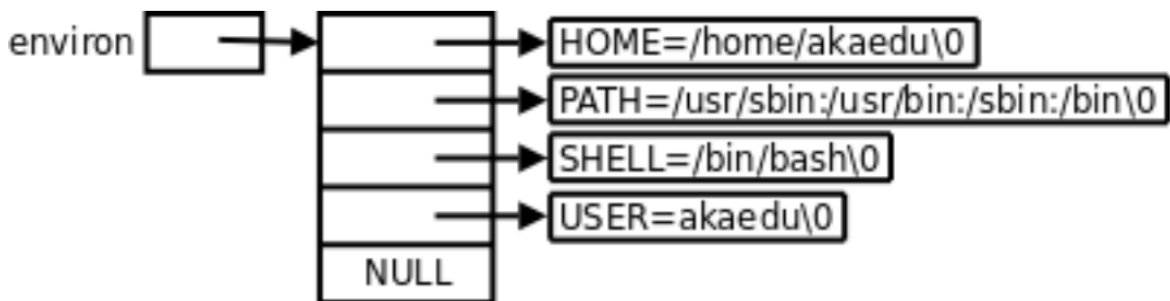 environ HOME=/home/akaedu\0
PATH=/usr/sbin:/usr/bin:/sbin:/bin\0
SHELL=/bin/bash\0
USER=akaedu\0
NULL